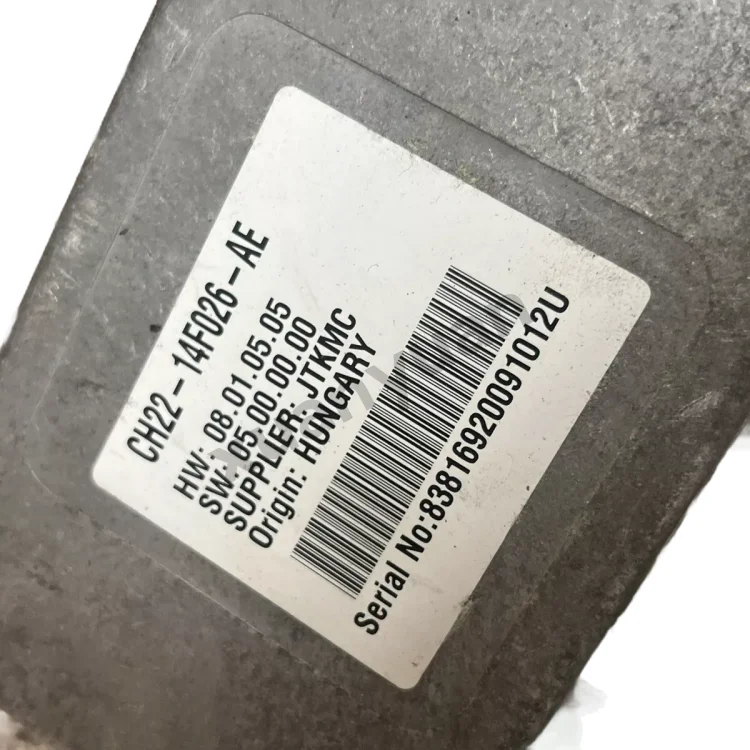 CH22-14F026-AE
HW: 08.01.05.05
SW: 05.00.00.00
SUPPLIER: JTKMC
Origin: HUNGARY
Serial No:83816920091012U